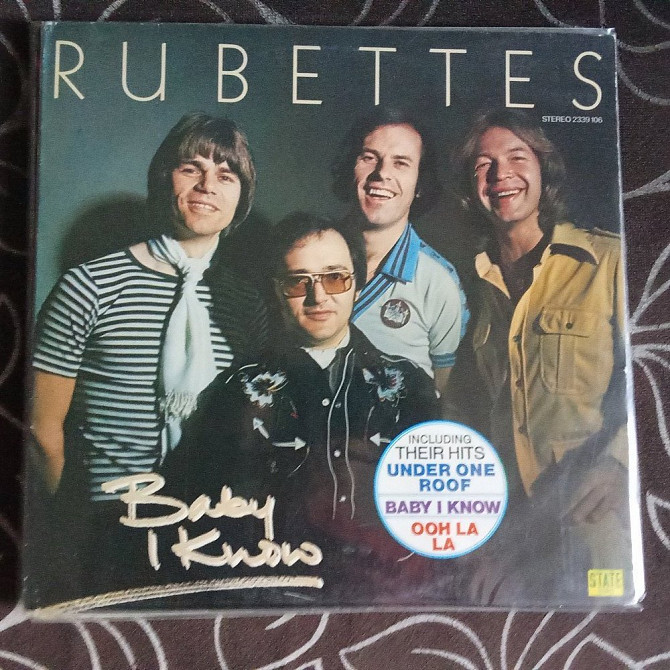 RUBETTES
STEREO 2339 106
INCLUDING
THEIR HITS
UNDER ONE
ROOF
BABY I KNOW
OOH LA
LA
Baby
I Know
STATE